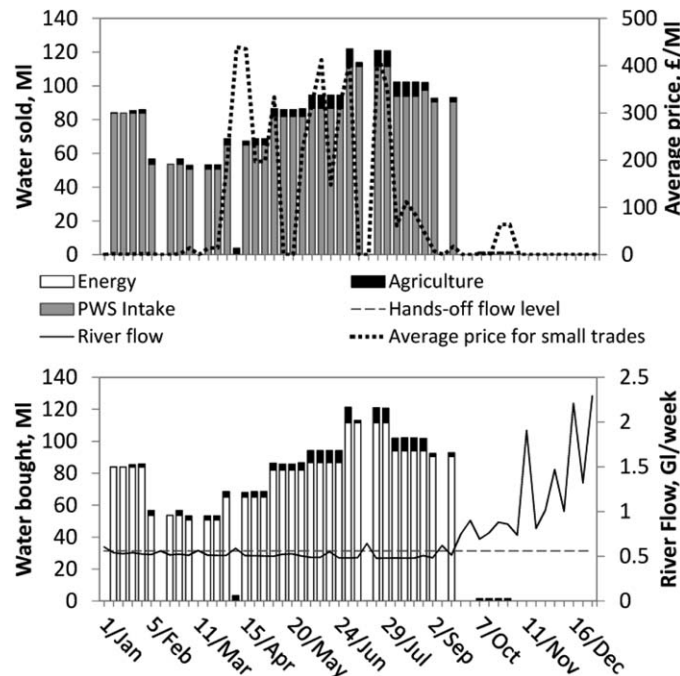 140
120
100
80
60
40
20
0
Water sold, Ml
500
400
300
200
100
0
Average price, £/Ml
Energy
Agriculture
PWS Intake
Hands-off flow level
River flow
Average price for small trades
140
120
100
80
60
40
20
0
Water bought, Ml
2.5
2
1.5
1
0.5
0
River Flow, Gl/week
1/Jan
5/Feb
11/Mar
15/Apr
20/May
24/Jun
29/Jul
2/Sep
7/Oct
11/Nov
16/Dec